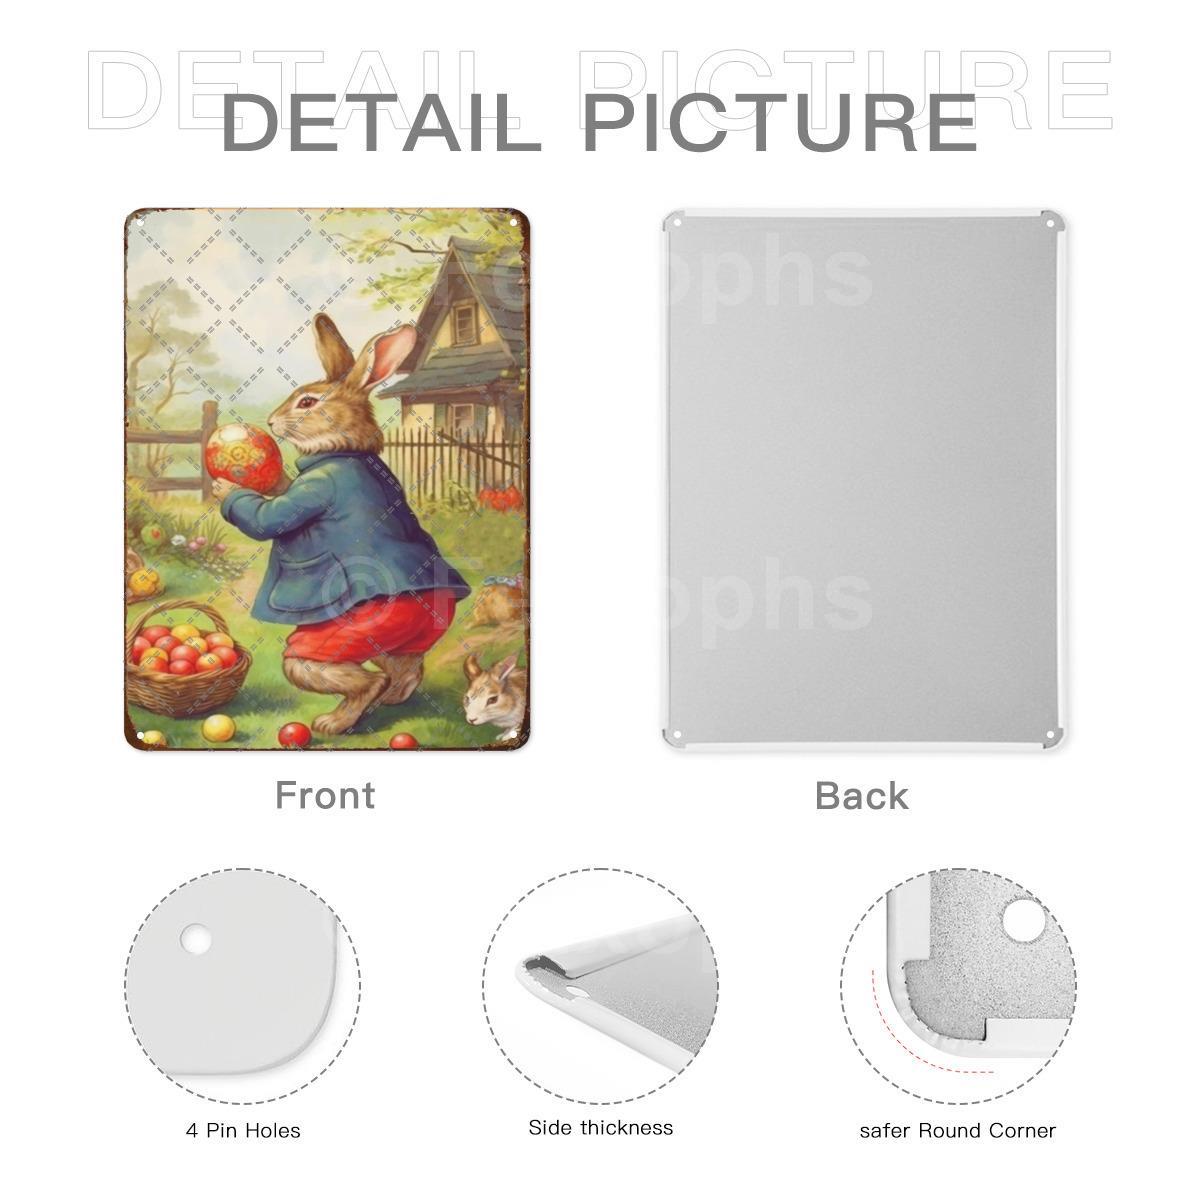 DETAIL PICTURE
DETAIL PICTURE
Front
Back
4 Pin Holes
Side thickness
safer Round Corner